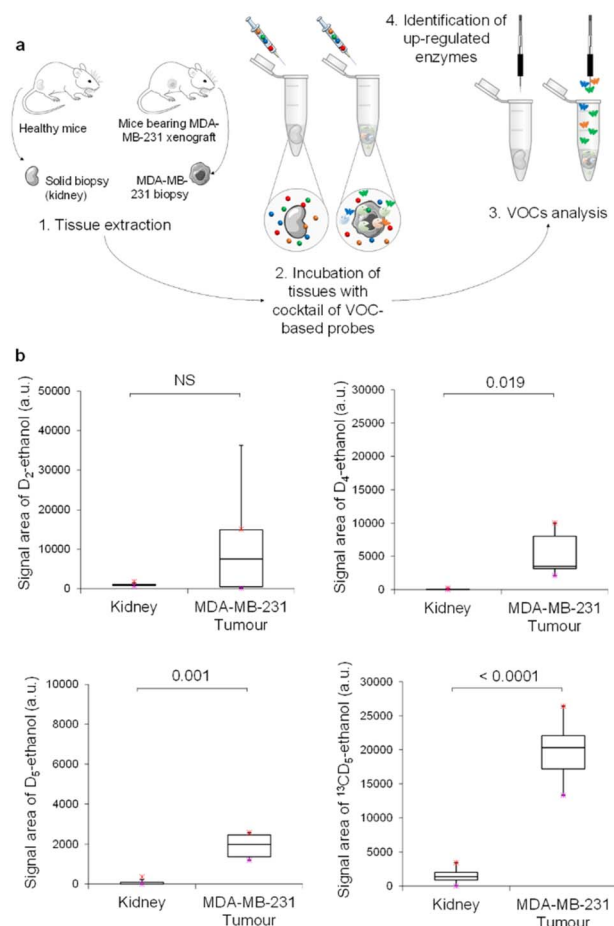 a
Healthy mice
Mice bearing MDA-
MB-231 xenograft
Solid biopsy
(kidney)
MDA-MB-
231 biopsy
1. Tissue extraction
2. Incubation of
tissues with
cocktail of VOC-
based probes
4. Identification of
up-regulated
enzymes
3. VOCs analysis
b
Signal area of D2-ethanol (a.u.)
50000
40000
30000
20000
10000
0
NS
Kidney
MDA-MB-231
Tumour
Signal area of D4-ethanol (a.u.)
30000
25000
20000
15000
10000
5000
0
0.019
Kidney
MDA-MB-231
Tumour
Signal area of D5-ethanol (a.u.)
10000
8000
6000
4000
2000
0
0.001
Kidney
MDA-MB-231
Tumour
Signal area of 13CD5-ethanol (a.u.)
30000
25000
20000
15000
10000
5000
0
< 0.0001
Kidney
MDA-MB-231
Tumour